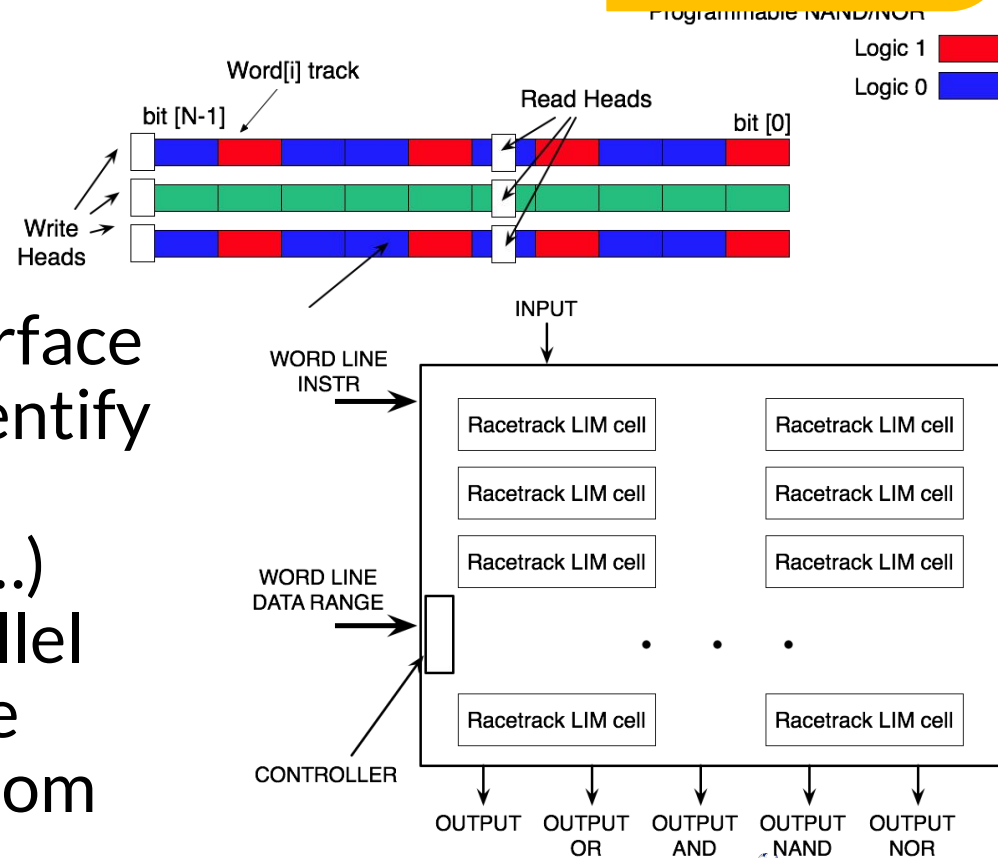 Programmable NAND/NOR
Logic 1
Logic 0
Word[i] track
Read Heads
bit [N-1]
bit [0]
Write
Heads
INPUT
rface
WORD LINE
INSTR
entify
Racetrack LIM cell
Racetrack LIM cell
Racetrack LIM cell
Racetrack LIM cell
..)
Racetrack LIM cell
Racetrack LIM cell
WORD LINE
DATA RANGE
llel
. . .
e
Racetrack LIM cell
Racetrack LIM cell
CONTROLLER
om
OUTPUT
OUTPUT
OR
OUTPUT
AND
OUTPUT
NAND
OUTPUT
NOR